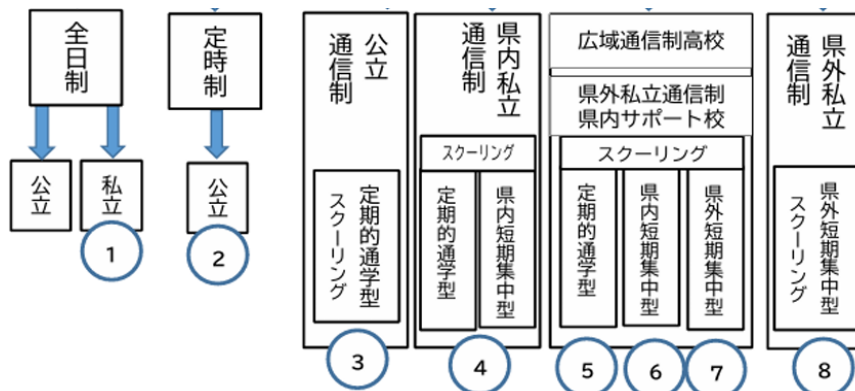 全日制
公立
私立
1
定時制
公立
2
公立
通信制
定期的通学型
スクーリング
3
県内私立
通信制
スクーリング
定期的通学型
県内短期集中型
4
広域通信制高校
県外私立通信制
県内サポート校
スクーリング
定期的通学型
県内短期集中型
県外短期集中型
5
6
7
県外私立
通信制
県外短期集中型
スクーリング
8